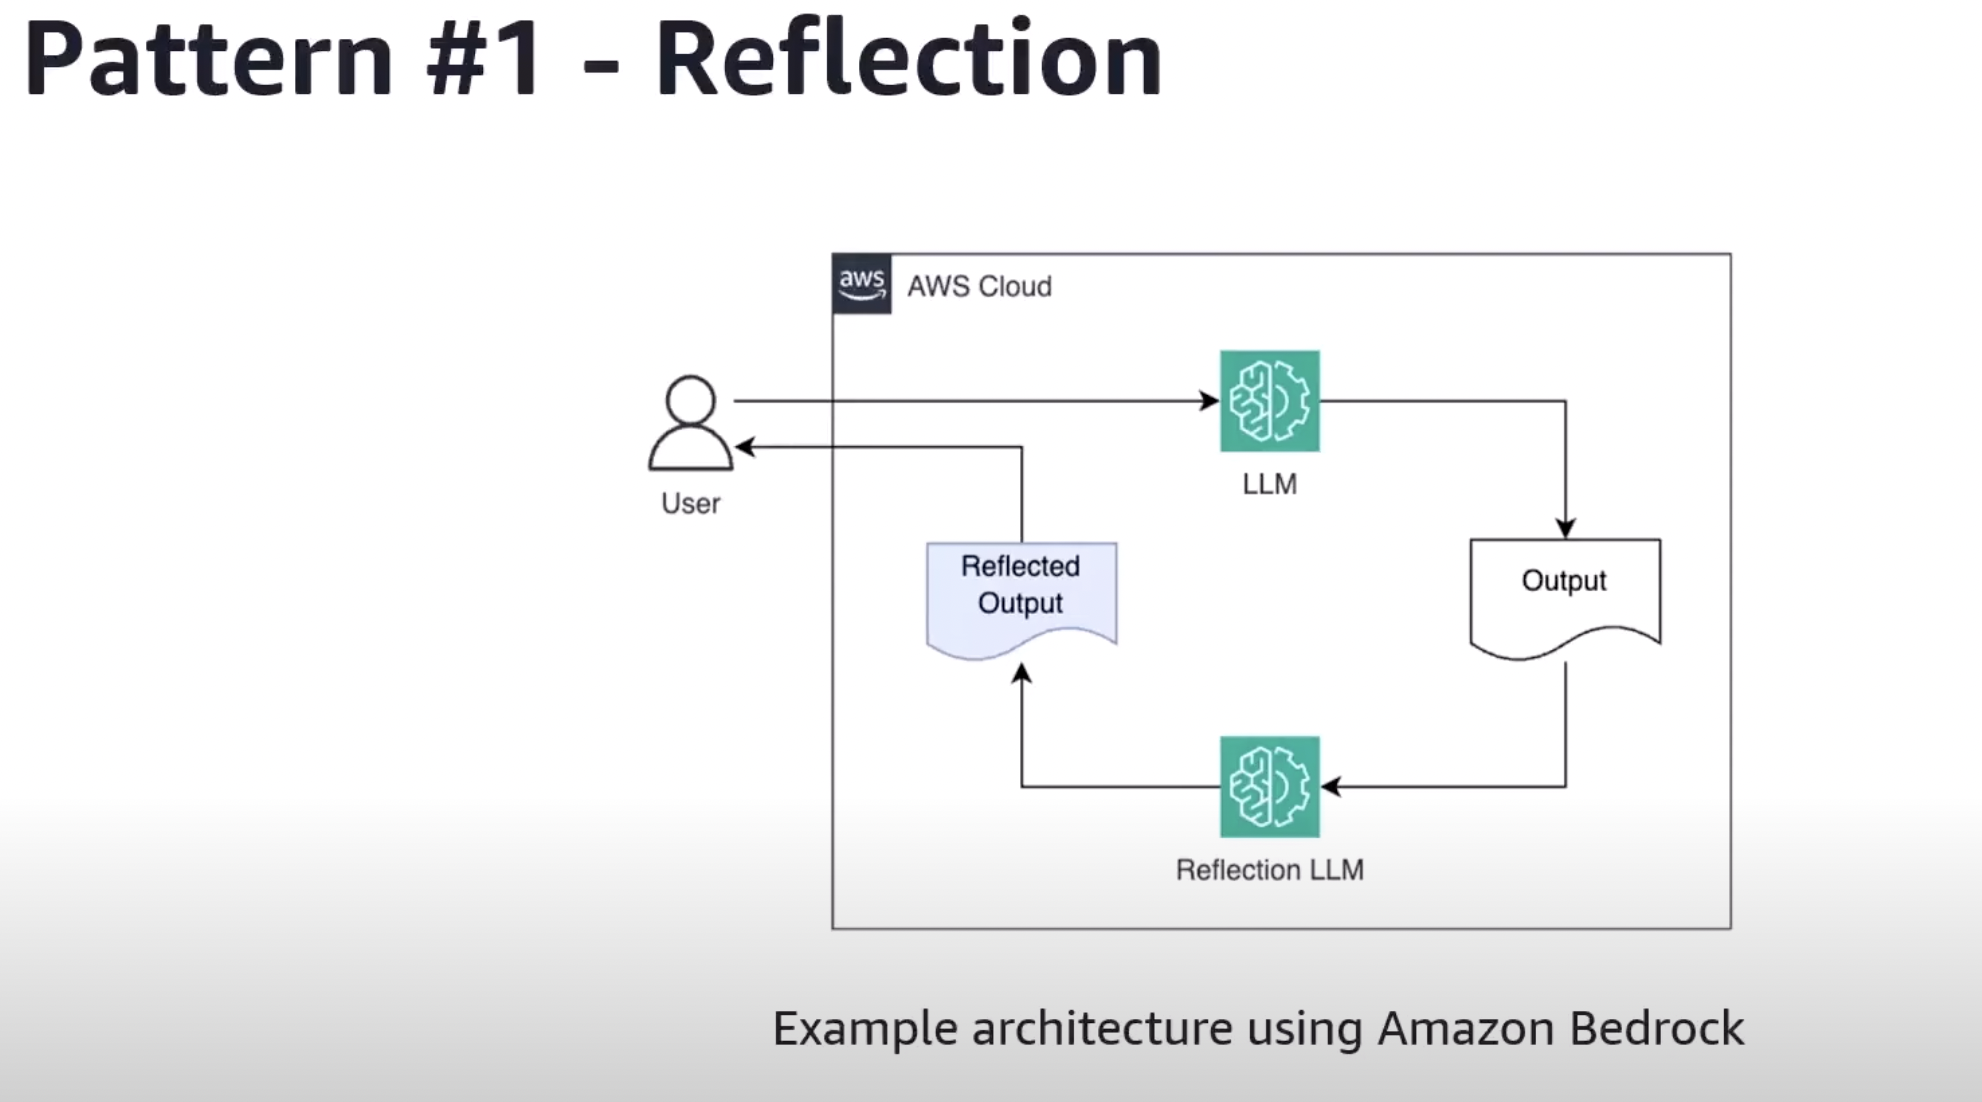 Pattern #1 - Reflection
aws
AWS Cloud
User
LLM
Reflected
Output
Output
Reflection LLM
Example architecture using Amazon Bedrock